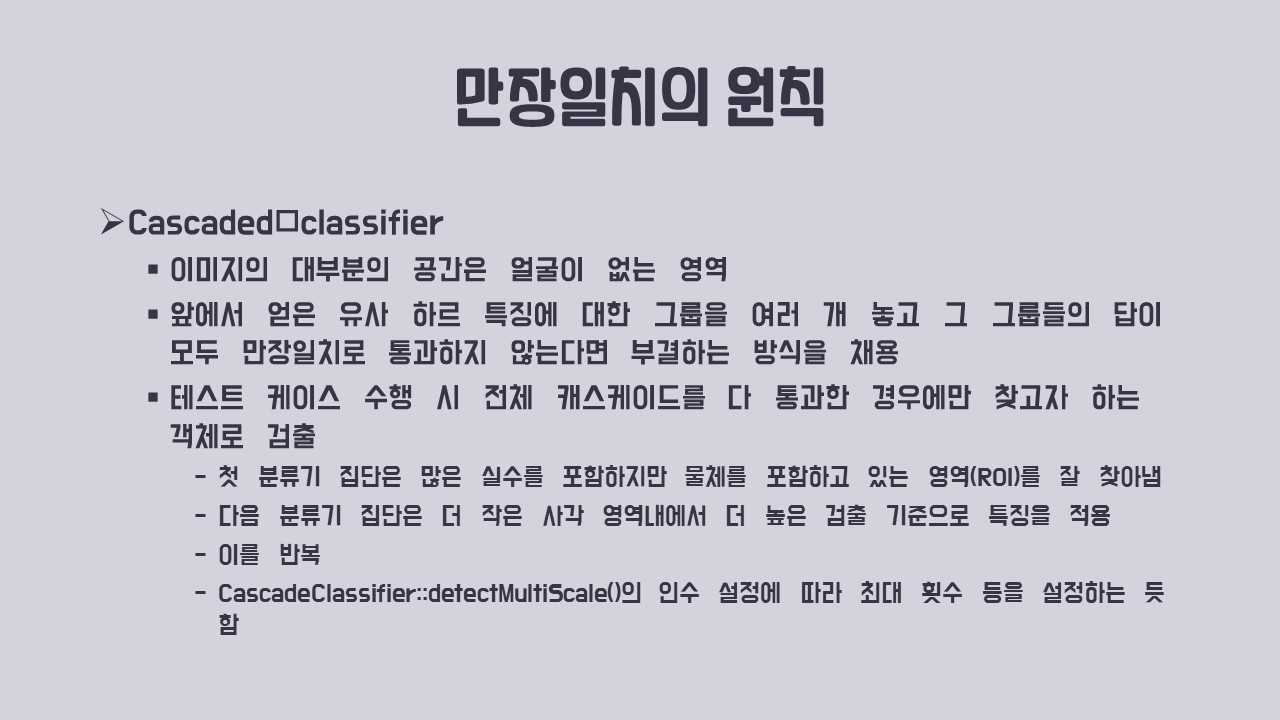 만장일치의 원칙
Cascaded□classifier
이미지의 대부분의 공간은 얼굴이 없는 영역
앞에서 얻은 유사 하르 특징에 대한 그룹을 여러 개 놓고 그 그룹들의 답이
모두 만장일치로 통과하지 않는다면 부결하는 방식을 채용
테스트 케이스 수행 시 전체 캐스케이드를 다 통과한 경우에만 찾고자 하는
객체로 검출
- 첫 분류기 집단은 많은 실수를 포함하지만 물체를 포함하고 있는 영역(ROI)를 잘 찾아냄
- 다음 분류기 집단은 더 작은 사각 영역내에서 더 높은 검출 기준으로 특징을 적용
- 이를 반복
- CascadeClassifier::detectMultiScale()의 인수 설정에 따라 최대 횟수 등을 설정하는 듯
함